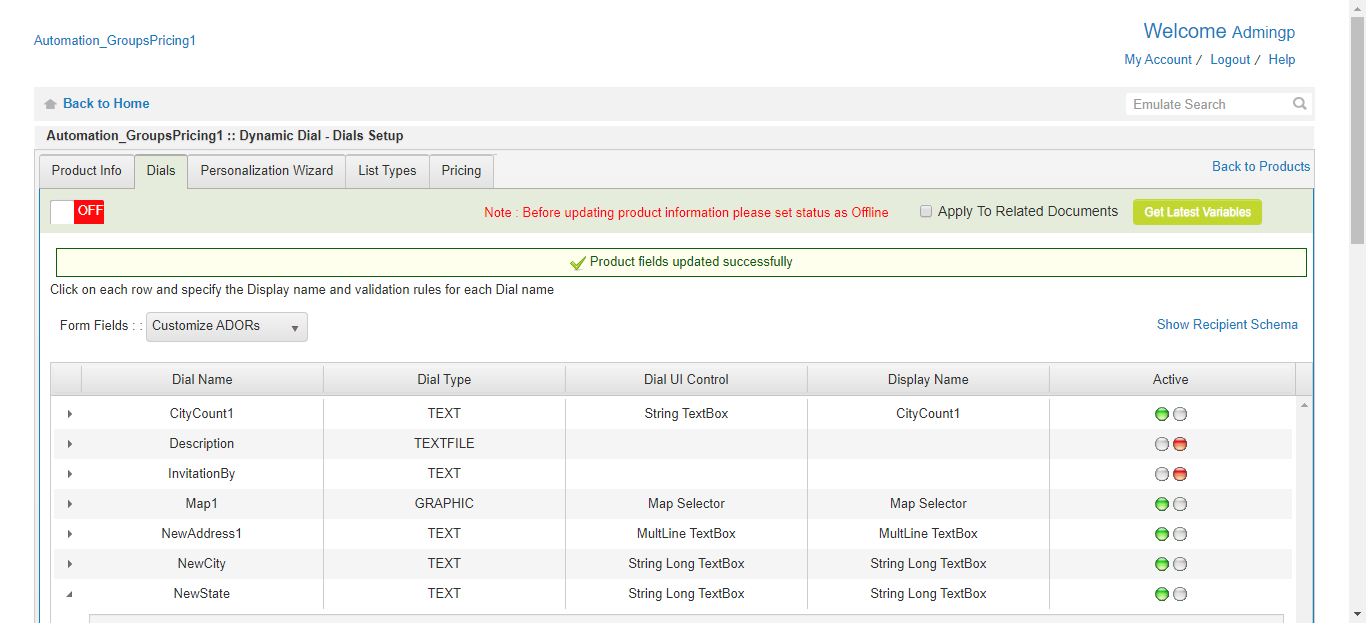 Automation_GroupsPricing1
Welcome Admingp
My Account / Logout / Help
Back to Home
Emulate Search
Automation_GroupsPricing1 :: Dynamic Dial - Dials Setup
Product Info Dials Personalization Wizard List Types Pricing
Back to Products
OFF
Note : Before updating product information please set status as Offline
Apply To Related Documents
Get Latest Variables
Product fields updated successfully
Click on each row and specify the Display name and validation rules for each Dial name
Form Fields : : Customize ADORs
Show Recipient Schema
Dial Name Dial Type Dial UI Control Display Name Active
CityCount1 TEXT String TextBox CityCount1
Description TEXTFILE
InvitationBy TEXT
Map1 GRAPHIC Map Selector Map Selector
NewAddress1 TEXT MultLine TextBox MultLine TextBox
NewCity TEXT String Long TextBox String Long TextBox
NewState TEXT String Long TextBox String Long TextBox